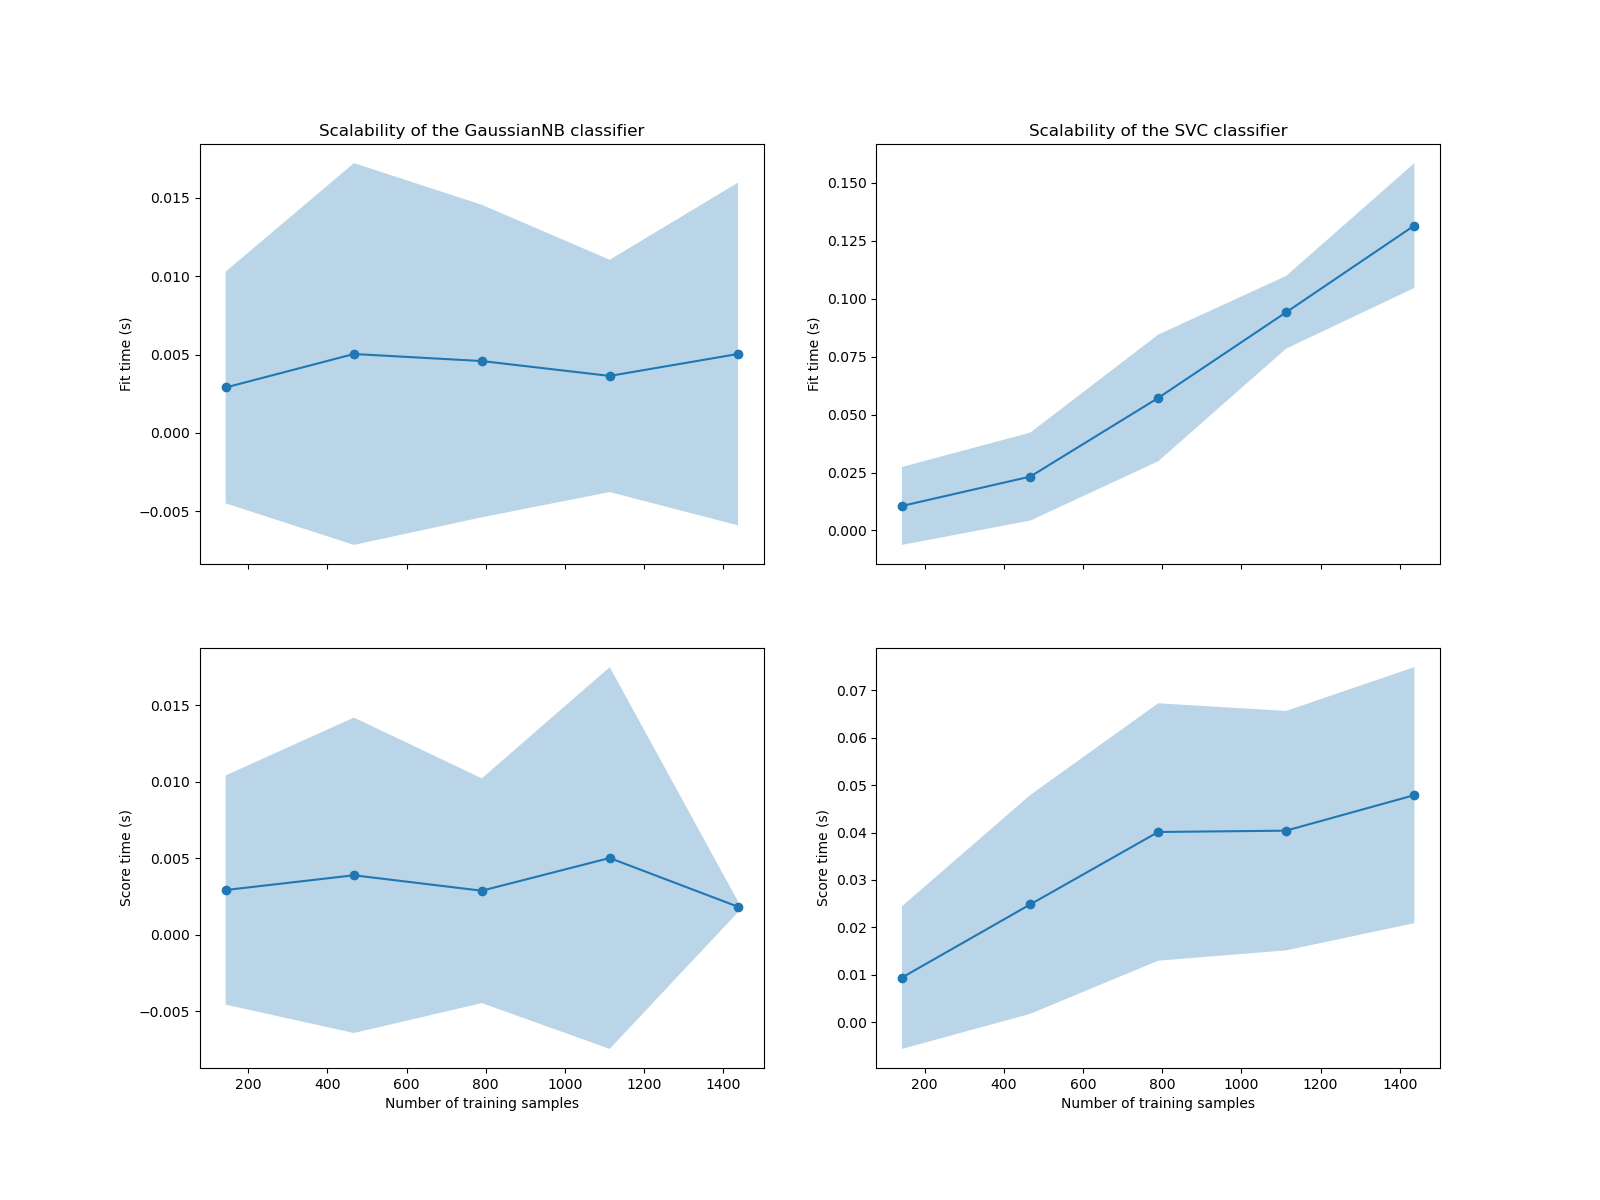 Scalability of the GaussianNB classifier
Fit time (s)
0.015
0.010
0.005
0.000
−0.005
Scalability of the SVC classifier
Fit time (s)
0.150
0.125
0.100
0.075
0.050
0.025
0.000
Score time (s)
0.015
0.010
0.005
0.000
−0.005
200 400 600 800 1000 1200 1400
Number of training samples
Score time (s)
0.07
0.06
0.05
0.04
0.03
0.02
0.01
0.00
200 400 600 800 1000 1200 1400
Number of training samples